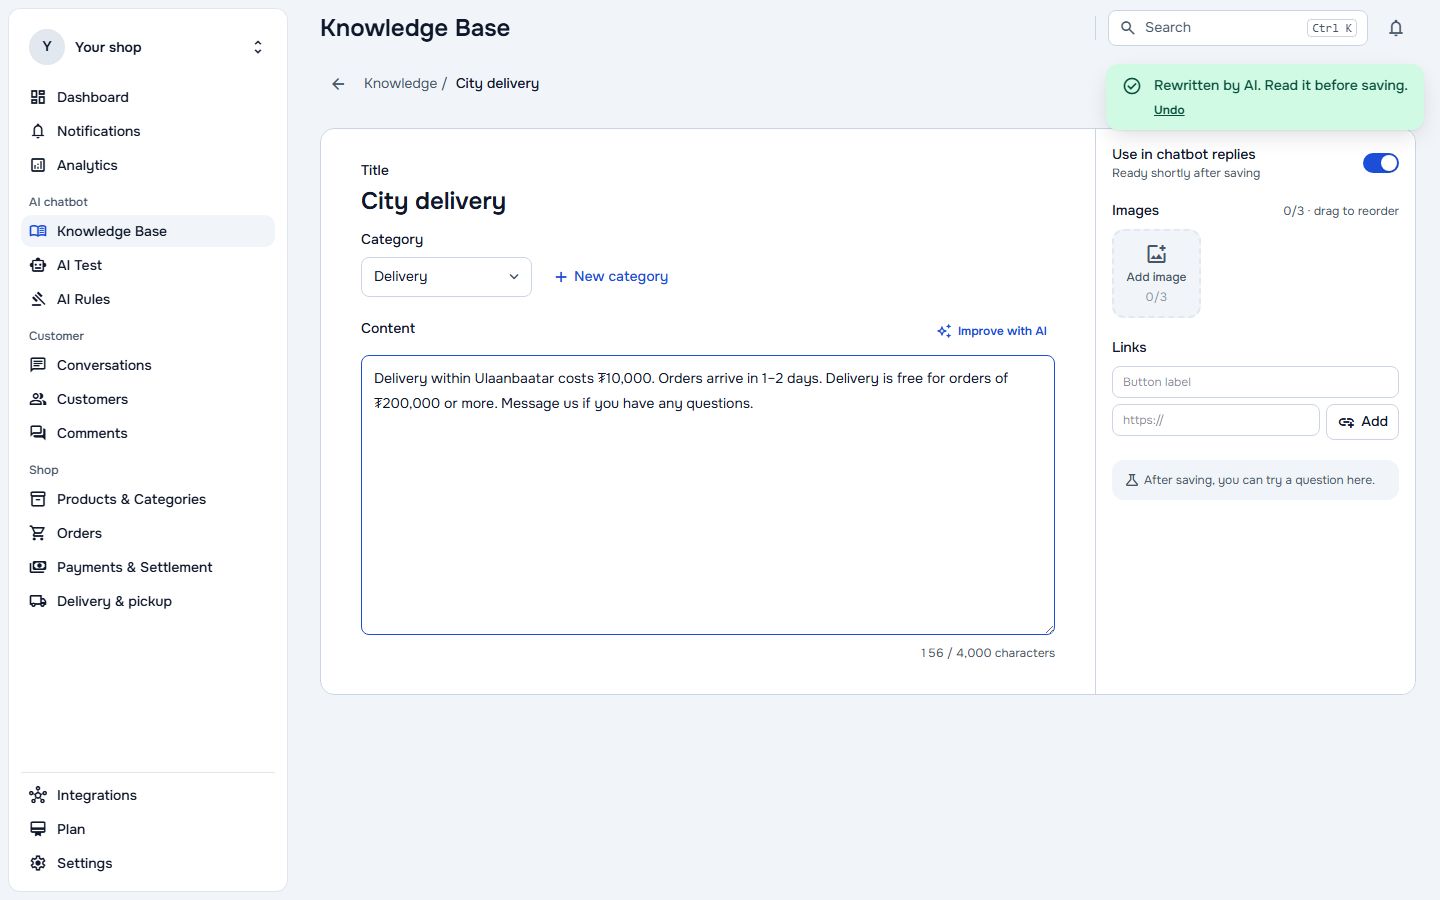 Y Your shop
Dashboard
Notifications
Analytics
AI chatbot
Knowledge Base
AI Test
AI Rules
Customer
Conversations
Customers
Comments
Shop
Products & Categories
Orders
Payments & Settlement
Delivery & pickup
Integrations
Plan
Settings
Knowledge Base
Search Ctrl K
Knowledge / City delivery
Rewritten by AI. Read it before saving.
Undo
Title
City delivery
Category
Delivery
+ New category
Content
Improve with AI
Delivery within Ulaanbaatar costs ₮10,000. Orders arrive in 1–2 days. Delivery is free for orders of
₮200,000 or more. Message us if you have any questions.
156 / 4,000 characters
Use in chatbot replies
Ready shortly after saving
Images 0/3 · drag to reorder
Add image
0/3
Links
Button label
https://
Add
After saving, you can try a question here.